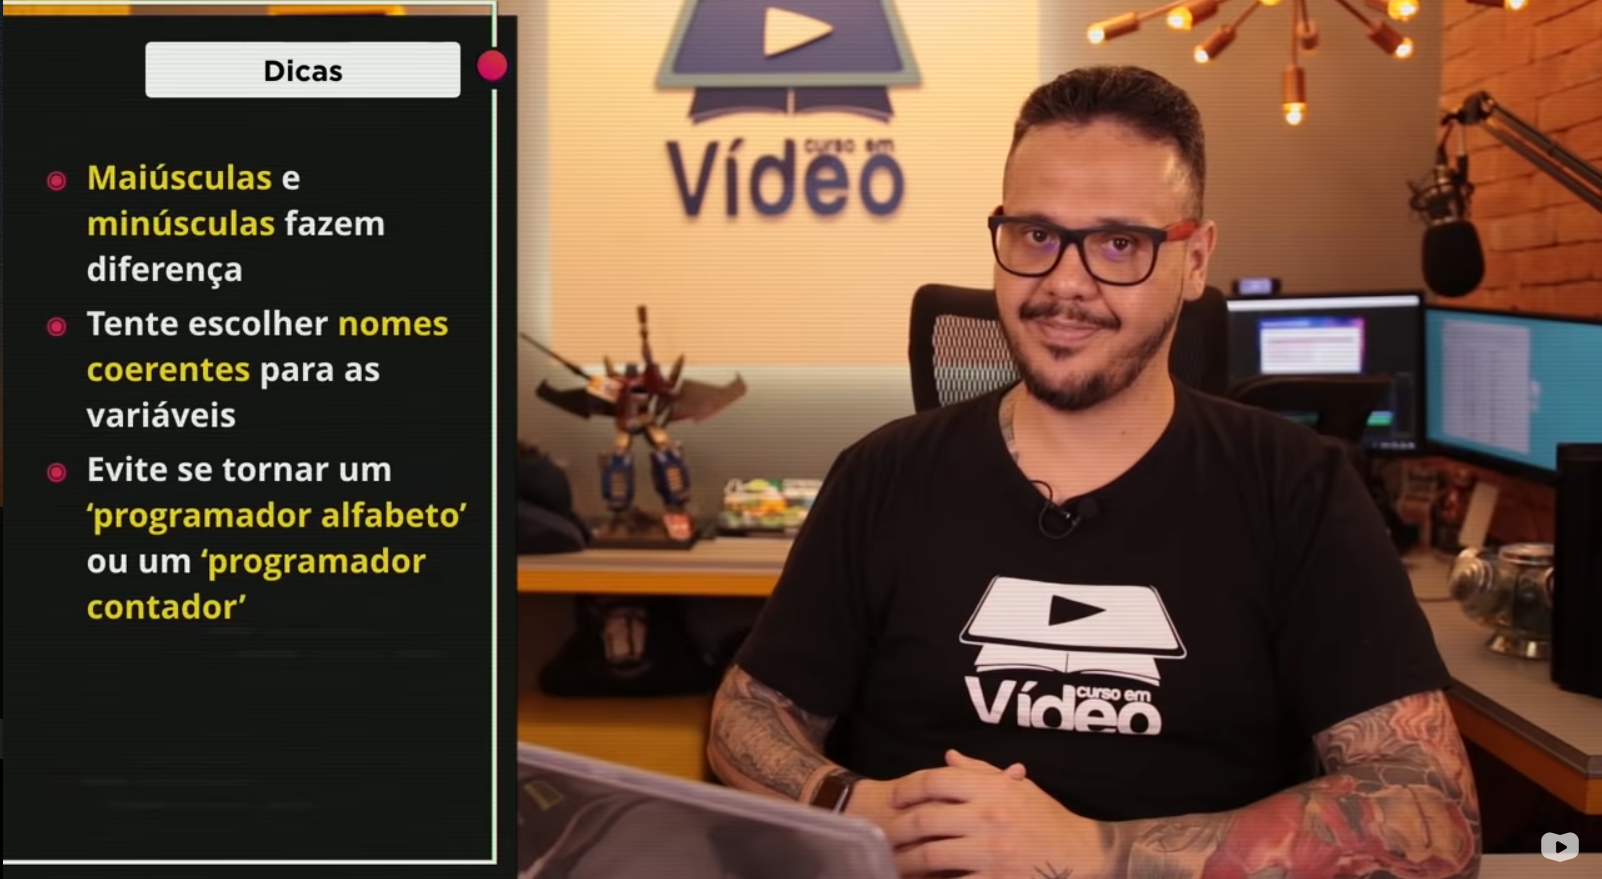 Dicas
Maiúsculas e
minúsculas fazem
diferença
Tente escolher nomes
coerentes para as
variáveis
Evite se tornar um
‘programador alfabeto’
ou um ‘programador
contador’
curso em
Vídeo
curso em
Vídeo